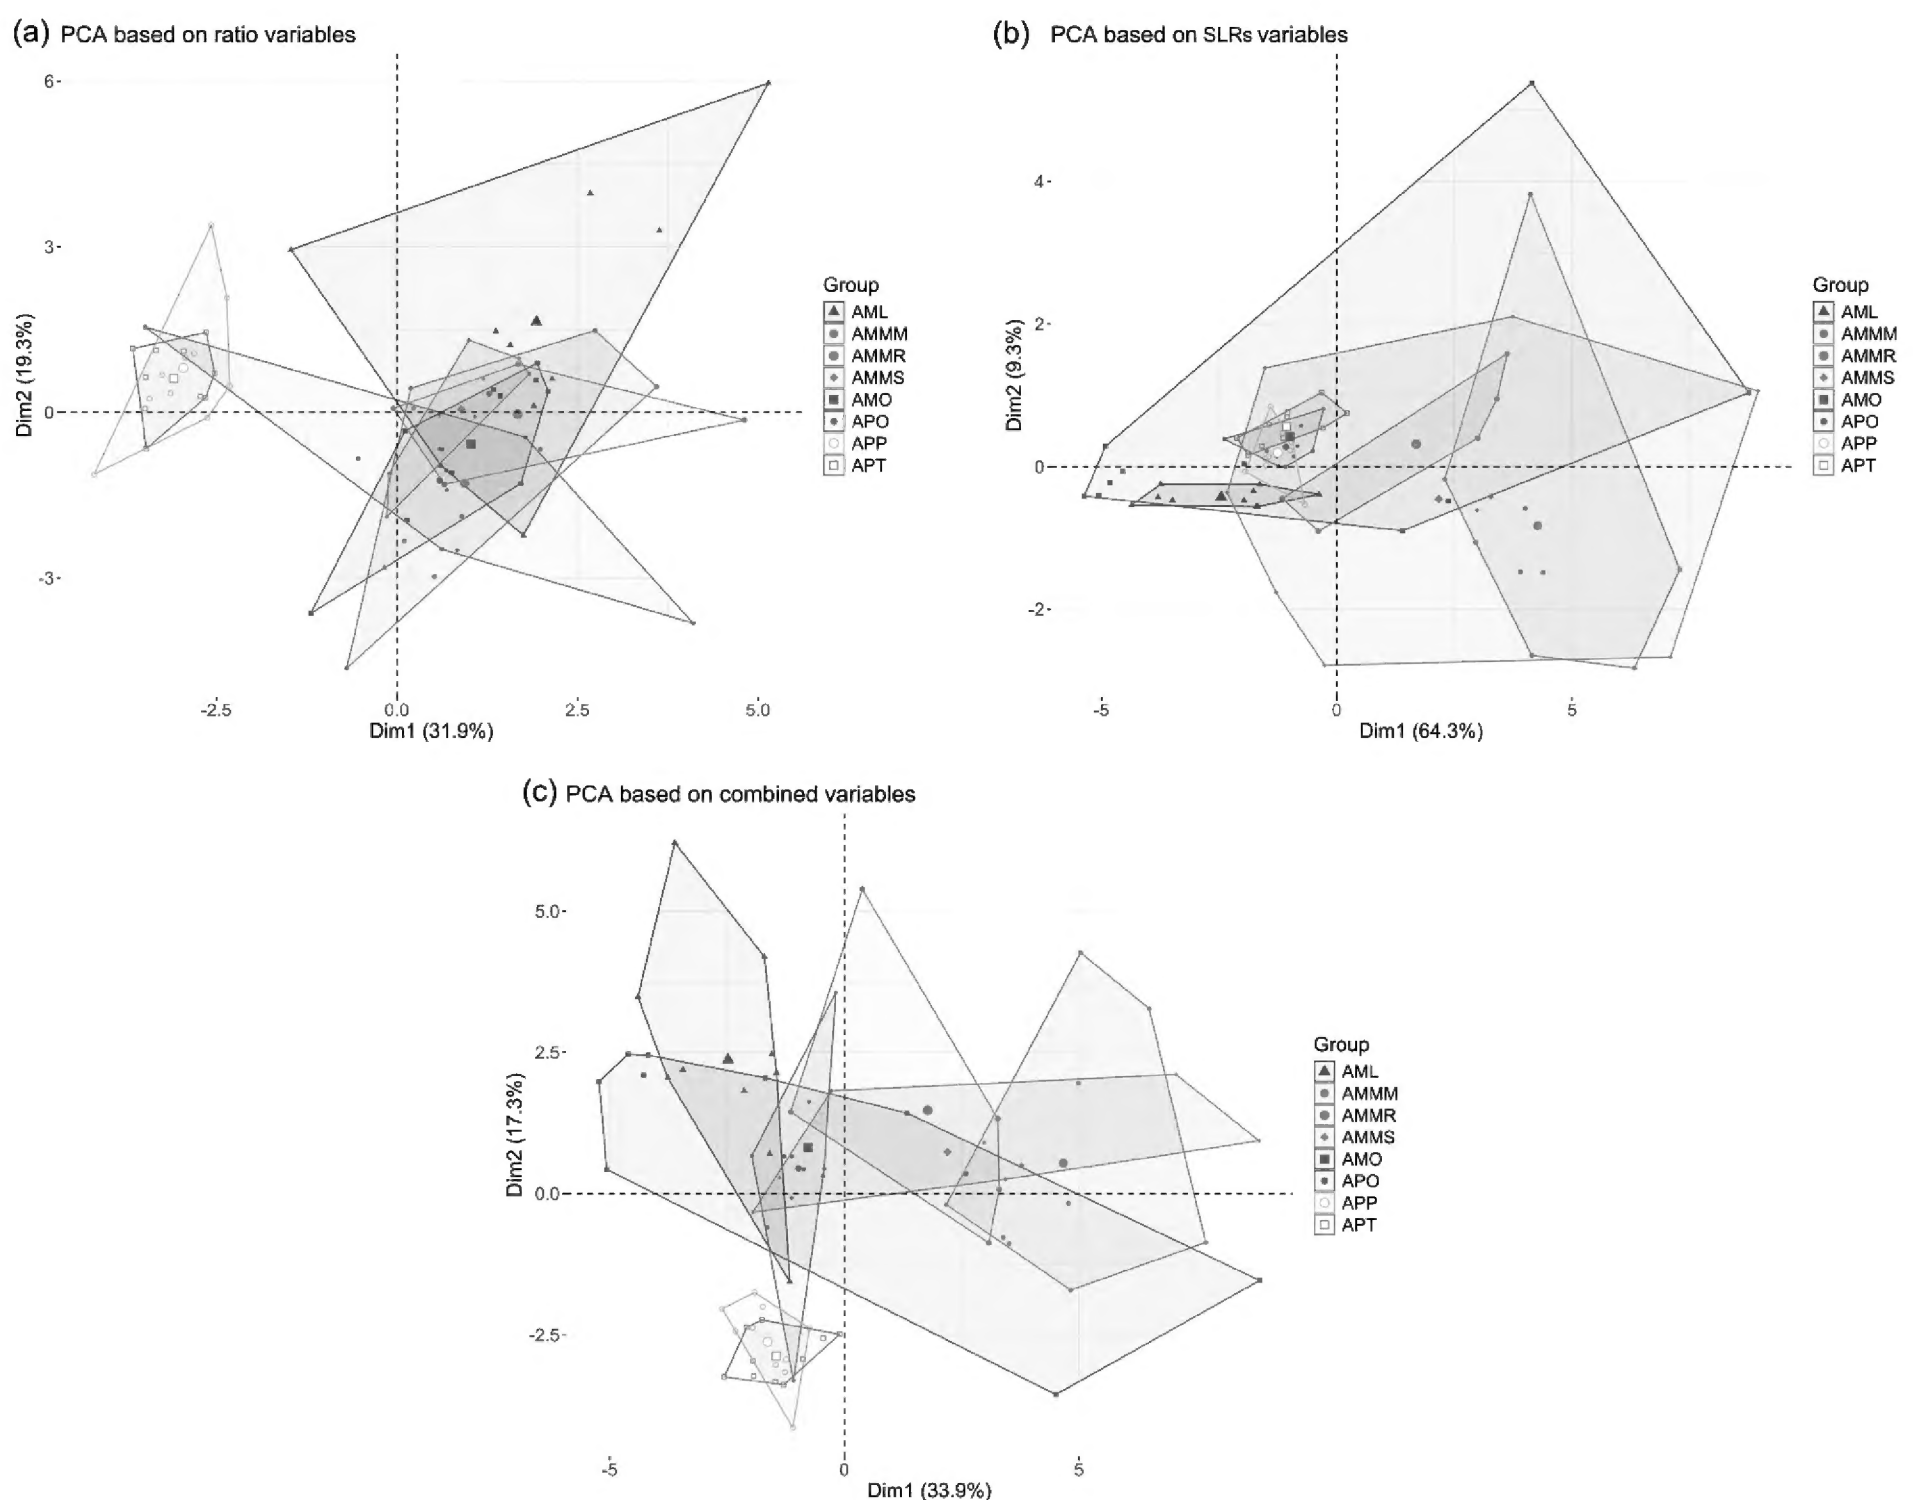 (a) PCA based on ratio variables
6
3
0
-3
Dim2 (19.3%)
-2.5
0.0
2.5
5.0
Dim1 (31.9%)
Group
AML
AMMM
AMMR
AMMS
AMO
APO
APP
APT
(b) PCA based on SLRs variables
4
2
0
-2
Dim2 (9.3%)
-5
0
5
Dim1 (64.3%)
Group
AML
AMMM
AMMR
AMMS
AMO
APO
APP
APT
(c) PCA based on combined variables
5.0
2.5
0.0
-2.5
Dim2 (17.3%)
-5
0
5
Dim1 (33.9%)
Group
AML
AMMM
AMMR
AMMS
AMO
APO
APP
APT